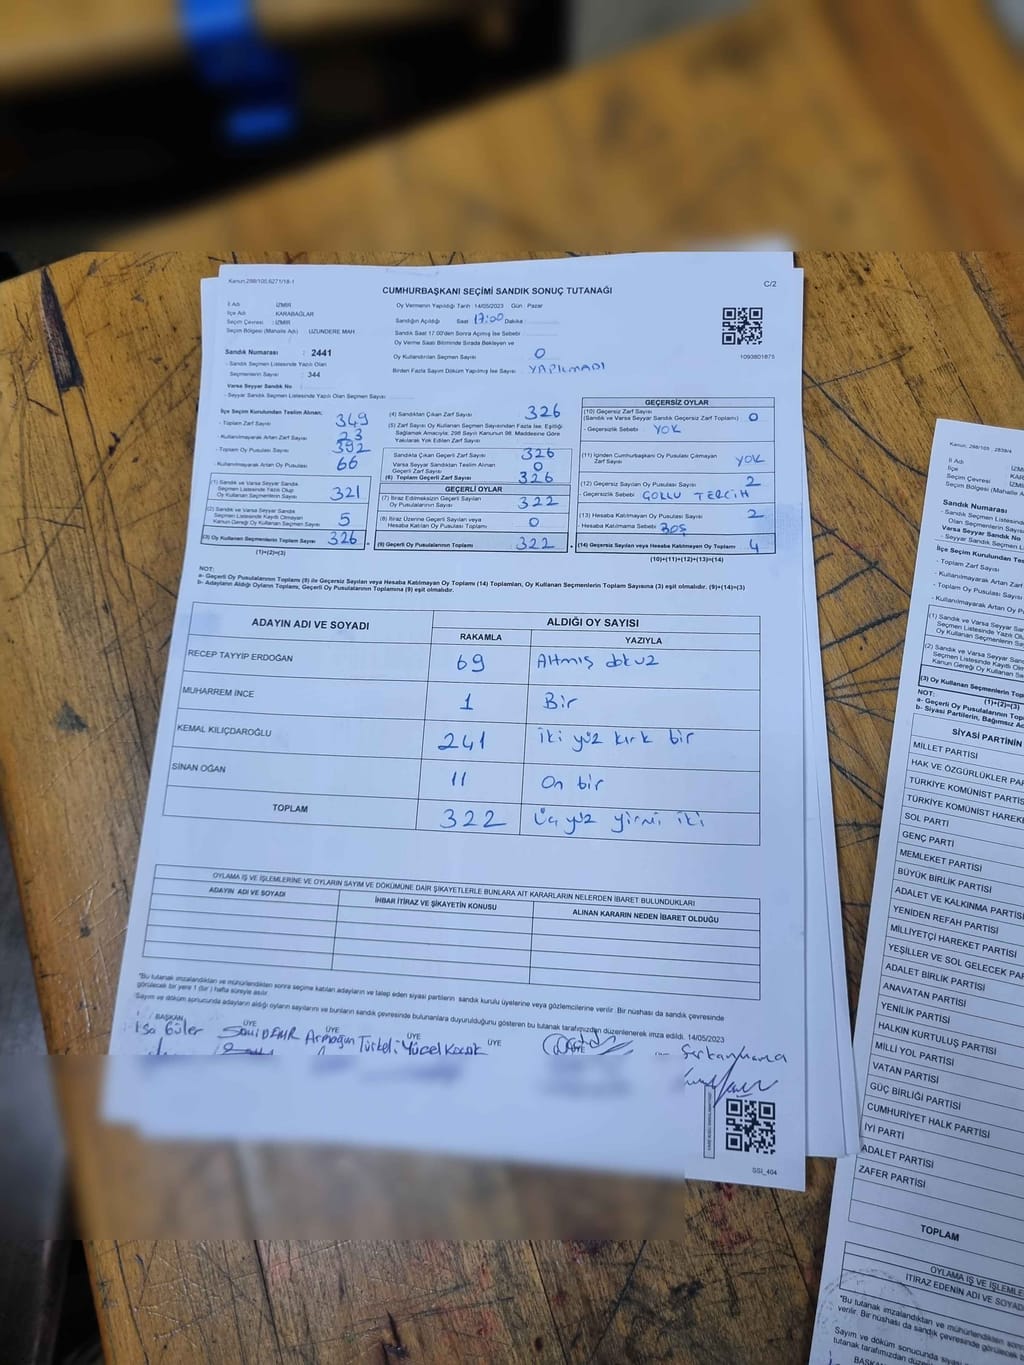 Kanun:298/105,6271/18-1
C/2
CUMHURBAŞKANI SEÇİMİ SANDIK SONUÇ TUTANAĞI
İl Adı : İZMİR
İlçe Adı : KARABAĞLAR
Seçim Çevresi : İZMİR
Seçim Bölgesi (Mahalle Adı) : UZUNDERE MAH
Sandık Numarası : 2441
- Sandık Seçmen Listesinde Yazılı Olan
Seçmenlerin Sayısı : 344
Varsa Seyyar Sandık No
- Seyyar Sandık Seçmen Listesinde Yazılı Olan Seçmen Sayısı
Oy Vermenin Yapıldığı Tarih : 14/05/2023 Gün : Pazar
Sandığın Açıldığı Saat 17:00 Dakika
Sandık Saat 17.00'den Sonra Açmış İse Sebebi
Oy Verme Saati Bitiminde Sırada Bekleyen ve
Oy Kullandırılan Seçmen Sayısı 0
Birden Fazla Sayım Döküm Yapılmış İse Sayısı YAPILMADI
1093801875
İlçe Seçim Kurulundan Teslim Alınan;
- Toplam Zarf Sayısı 349
- Kullanılmayarak Artan Zarf Sayısı 23
- Toplam Oy Pusulası Sayısı 392
- Kullanılmayarak Artan Oy Pusulası 66
(1) Sandık ve Varsa Seyyar Sandık
Seçmen Listesinde Yazılı Olup
Oy Kullanan Seçmenlerin Sayısı 321
(2) Sandık ve Varsa Seyyar Sandık
Seçmen Listesinde Kayıtlı Olmayan
Kanun Gereği Oy Kullanan Seçmen Sayısı 5
(3) Oy Kullanan Seçmenlerin Toplam Sayısı 326
(1)+(2)=(3)
(4) Sandıktan Çıkan Zarf Sayısı 326
(5) Zarf Sayısı Oy Kullanan Seçmen Sayısından Fazla İse, Eşitliği
Sağlamak Amacıyla; 298 Sayılı Kanunun 98. Maddesine Göre
Yakılarak Yok Edilen Zarf Sayısı
Sandıkta Çıkan Geçerli Zarf Sayısı 326
Varsa Seyyar Sandıktan Teslim Alınan
Geçerli Zarf Sayısı 0
(6) Toplam Geçerli Zarf Sayısı 326
GEÇERLİ OYLAR
(7) İtiraz Edilmeksizin Geçerli Sayılan
Oy Pusulalarının Sayısı 322
(8) İtiraz Üzerine Geçerli Sayılan veya
Hesaba Katılan Oy Pusulası Toplamı 0
(9) Geçerli Oy Pusulalarının Toplamı 322
GEÇERSİZ OYLAR
(10) Geçersiz Zarf Sayısı
(Sandık ve Varsa Seyyar Sandık Geçersiz Zarf Toplamı) 0
- Geçersizlik Sebebi YOK
(11) İçinden Cumhurbaşkanı Oy Pusulası Çıkmayan
Zarf Sayısı YOK
(12) Geçersiz Sayılan Oy Pusulası Sayısı 2
- Geçersizlik Sebebi ÇOKLU TERCİH
(13) Hesaba Katılmayan Oy Pusulası Sayısı 2
- Hesaba Katılmama Sebebi BOŞ
(14) Geçersiz Sayılan veya Hesaba Katılmayan Oy Toplamı 4
(10)+(11)+(12)+(13)=(14)
NOT:
a- Geçerli Oy Pusulalarının Toplamı (9) ile Geçersiz Sayılan veya Hesaba Katılmayan Oy Toplamı (14) Toplamları, Oy Kullanan Seçmenlerin Toplam Sayısına (3) eşit olmalıdır. (9)+(14)=(3)
b- Adayların Aldığı Oyların Toplamı, Geçerli Oy Pusulalarının Toplamına (9) eşit olmalıdır.
ADAYIN ADI VE SOYADI
ALDIĞI OY SAYISI
RAKAMLA YAZIYLA
RECEP TAYYİP ERDOĞAN 69 Altmış dokuz
MUHARREM İNCE 1 Bir
KEMAL KILIÇDAROĞLU 241 iki yüz kırk bir
SİNAN OĞAN 11 On bir
TOPLAM 322 Üç yüz yirmi iki
OYLAMA İŞ VE İŞLEMLERİNE VE OYLARIN SAYIM VE DÖKÜMÜNE DAİR ŞİKAYETLERLE BUNLARA AİT KARARLARIN NELERDEN İBARET BULUNDUKLARI
ADAYIN ADI VE SOYADI
İHBAR İTİRAZ VE ŞİKAYETİN KONUSU
ALINAN KARARIN NEDEN İBARET OLDUĞU
"Bu tutanak imzalandıktan ve mühürlendikten sonra seçime katılan adayların ve talep eden siyasi partilerin sandık kurulu üyelerine veya gözlemcilerine verilir. Bir nüshası da sandık çevresinde
görülecek bir yere 1 (bir ) hafta süreyle asılır.
Sayım ve döküm sonucunda adayların aldığı oyların sayılarını ve bunların sandık çevresinde bulunanlara duyurulduğunu gösteren bu tutanak tarafımızdan düzenlenerek imza edildi. 14/05/2023
BAŞKAN ÜYE ÜYE ÜYE ÜYE ÜYE
İsa Güler
Armağan Türkeli
Yücel
SSİ_404
Kanun; 298/105 : 2839/4
İl Adı
İlçe
Seçim Çevresi
Seçim Bölgesi
Sandık Numarası
- Sandık Seçmen Listesinde
Varsa Seyyar Sandık No
- Seyyar Sandık Seçmen
İlçe Seçim Kurulundan
- Toplam Zarf Sayısı
- Kullanılmayarak Artan
- Toplam Oy Pusulası Sayısı
- Kullanılmayarak Artan
(1) Sandık ve Varsa Seyyar
Seçmen Listesinde
Oy Kullanan Seçmenlerin
(2) Sandık ve Varsa Seyyar
Seçmen Listesinde Kayıtlı
Kanun Gereği Oy Kullanan
(3) Oy Kullanan Seçmenlerin
(1)+(2)=(3)
NOT:
a- Geçerli Oy Pusulalarının
b- Siyasi Partilerin, Bağımsız
SİYASİ PARTİNİN
MİLLET PARTİSİ
HAK VE ÖZGÜRLÜKLER
TÜRKİYE KOMÜNİST
TÜRKİYE KOMÜNİST
SOL PARTİ
GENÇ PARTİ
MEMLEKET PARTİSİ
BÜYÜK BİRLİK PARTİSİ
ADALET VE KALKINMA PARTİSİ
YENİDEN REFAH PARTİSİ
MİLLİYETÇİ HAREKET PARTİSİ
YEŞİLLER VE SOL GELECEK
ADALET BİRLİK PARTİSİ
ANAVATAN PARTİSİ
YENİLİK PARTİSİ
HALKIN KURTULUŞ PARTİSİ
MİLLİ YOL PARTİSİ
VATAN PARTİSİ
GÜÇ BİRLİĞİ PARTİSİ
CUMHURİYET HALK PARTİSİ
İYİ PARTİ
ADALET PARTİSİ
ZAFER PARTİSİ
TOPLAM
OYLAMA İŞ VE
İTİRAZ EDENİN ADI VE
"Bu tutanak imzalandıktan ve
verilir. Bir nüshası da sandık
Sayım ve döküm sonucunda
tutanak tarafımızdan